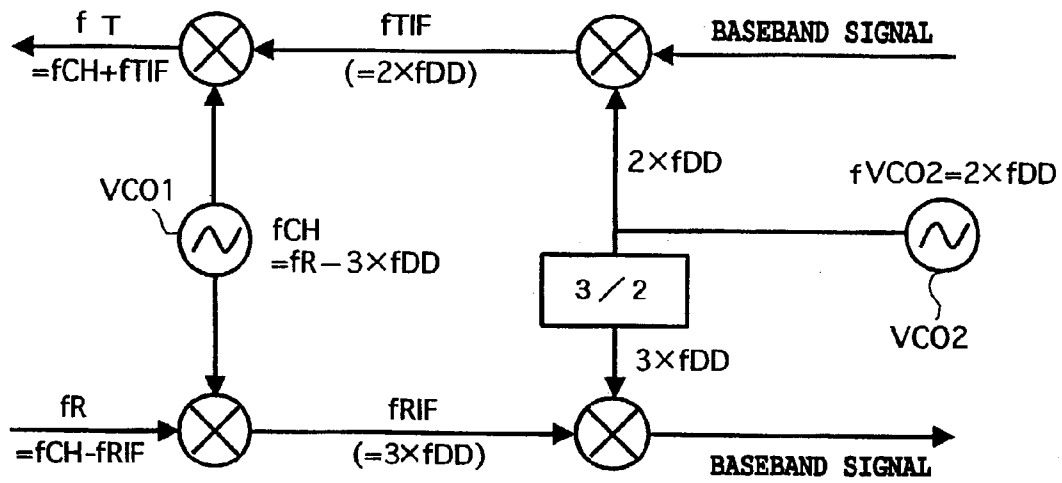 f T
=fCH+fTIF
fTIF
(=2×fDD)
BASEBAND SIGNAL
VCO1
fCH
=fR−3×fDD
2×fDD
fVCO2=2×fDD
3／2
VCO2
3×fDD
fR
=fCH-fRIF
fRIF
(=3×fDD)
BASEBAND SIGNAL